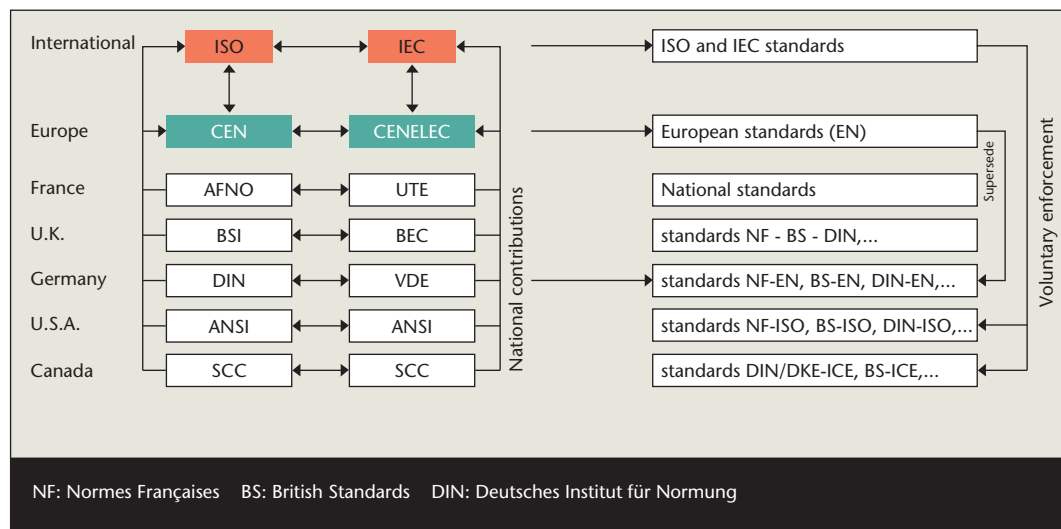 International
ISO
IEC
ISO and IEC standards
Europe
CEN
CENELEC
European standards (EN)
France
AFNO
UTE
National standards
U.K.
BSI
BEC
standards NF - BS - DIN,...
Germany
DIN
VDE
standards NF-EN, BS-EN, DIN-EN,...
U.S.A.
ANSI
ANSI
standards NF-ISO, BS-ISO, DIN-ISO,...
Canada
SCC
SCC
standards DIN/DKE-ICE, BS-ICE,...
National contributions
Supersede
Voluntary enforcement
NF: Normes Françaises BS: British Standards DIN: Deutsches Institut für Normung